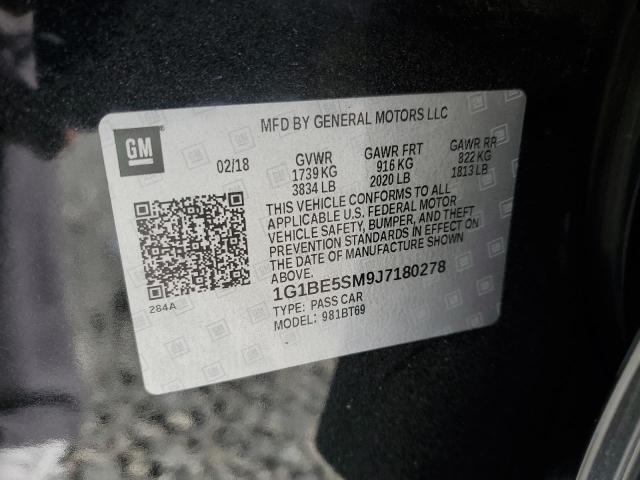 MFD BY GENERAL MOTORS LLC
GM
02/18
GVWR GAWR FRT GAWR RR
1739 KG 916 KG 822 KG
3834 LB 2020 LB 1813 LB
THIS VEHICLE CONFORMS TO ALL
APPLICABLE U.S. FEDERAL MOTOR
VEHICLE SAFETY, BUMPER, AND THEFT
PREVENTION STANDARDS IN EFFECT ON
THE DATE OF MANUFACTURE SHOWN
ABOVE.
1G1BE5SM9J7180278
284A
TYPE: PASS CAR
MODEL: 981BT69